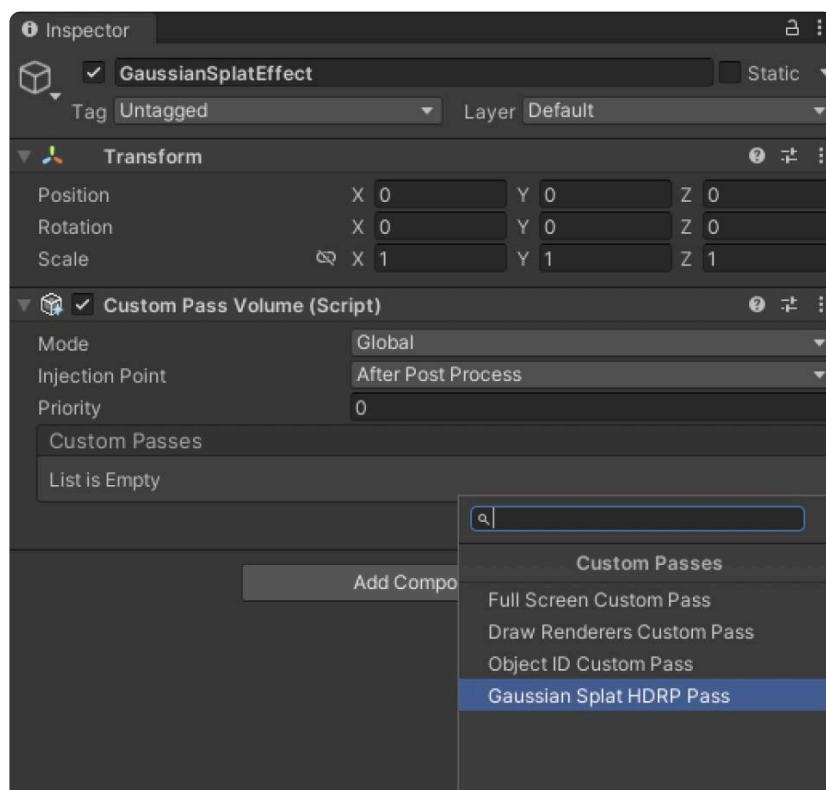 Inspector
GaussianSplatEffect Static
Tag Untagged Layer Default
Transform
Position X 0 Y 0 Z 0
Rotation X 0 Y 0 Z 0
Scale X 1 Y 1 Z 1
Custom Pass Volume (Script)
Mode Global
Injection Point After Post Process
Priority 0
Custom Passes
List is Empty
Custom Passes
Add Compo
Full Screen Custom Pass
Draw Renderers Custom Pass
Object ID Custom Pass
Gaussian Splat HDRP Pass